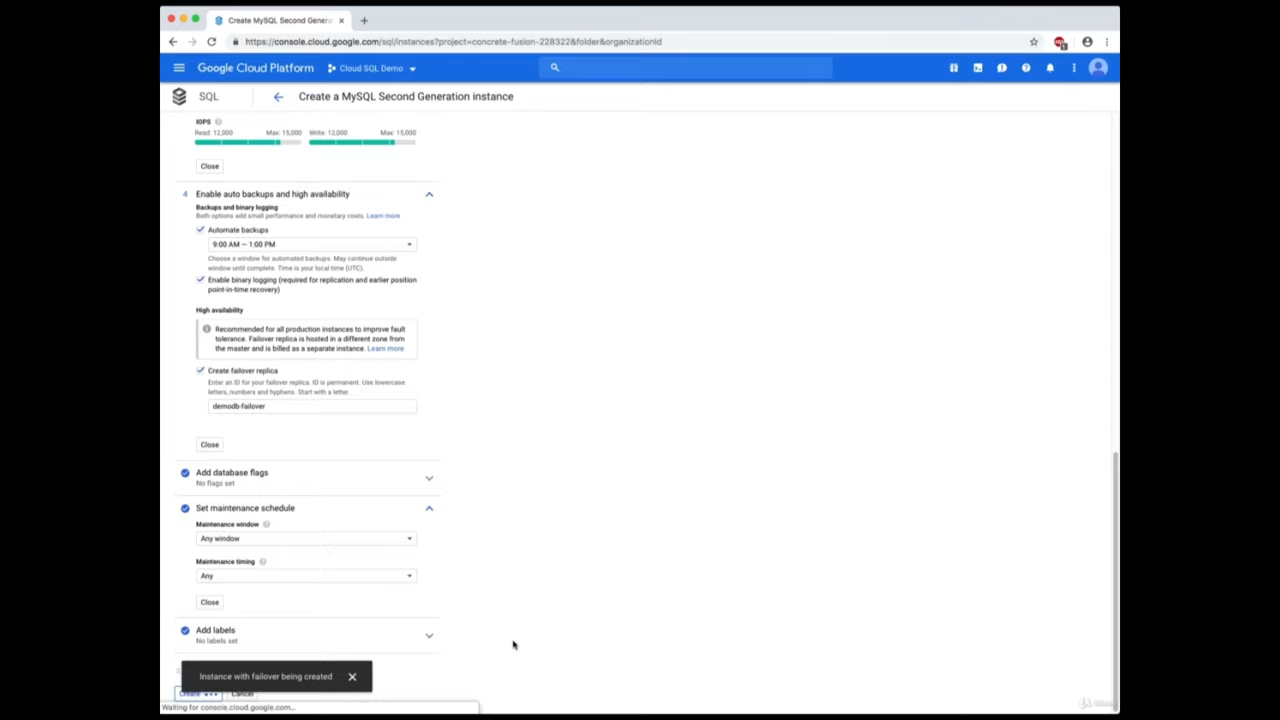 Create MySQL Second Genera
https://console.cloud.google.com/sql/instances?project=concrete-fusion-228322&folder&organizationId
Google Cloud Platform
Cloud SQL Demo
SQL
Create a MySQL Second Generation instance
IOPS
Read: 12,000 Max: 15,000 Write: 12,000 Max: 15,000
Close
4 Enable auto backups and high availability
Backups and binary logging
Both options add small performance and monetary costs. Learn more
Automate backups
9:00 AM – 1:00 PM
Choose a window for automated backups. May continue outside
window until complete. Time is your local time (UTC).
Enable binary logging (required for replication and earlier position
point-in-time recovery)
High availability
Recommended for all production instances to improve fault
tolerance. Failover replica is hosted in a different zone from
the master and is billed as a separate instance. Learn more
Create failover replica
Enter an ID for your failover replica. ID is permanent. Use lowercase
letters, numbers and hyphens. Start with a letter.
demodb-failover
Close
Add database flags
No flags set
Set maintenance schedule
Maintenance window
Any window
Maintenance timing
Any
Close
Add labels
No labels set
Instance with failover being created
Create
Cancel
Waiting for console.cloud.google.com...